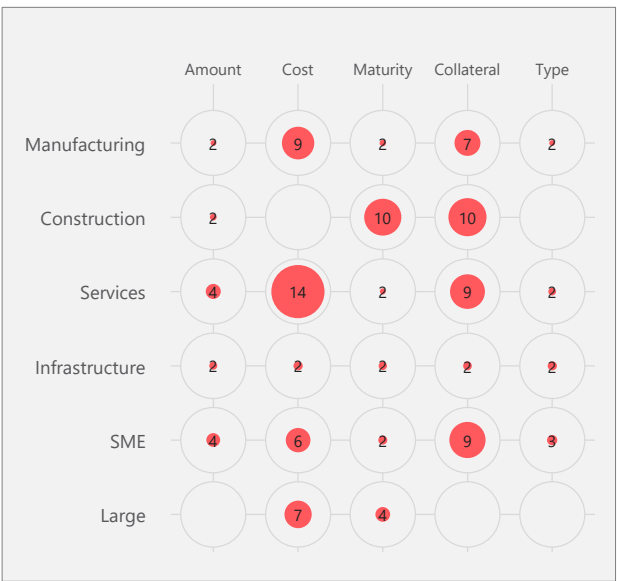 Amount Cost Maturity Collateral Type
Manufacturing 2 9 2 7 2
Construction 2 10 10
Services 4 14 2 9 2
Infrastructure 2 2 2 2 2
SME 4 6 2 9 3
Large 7 4